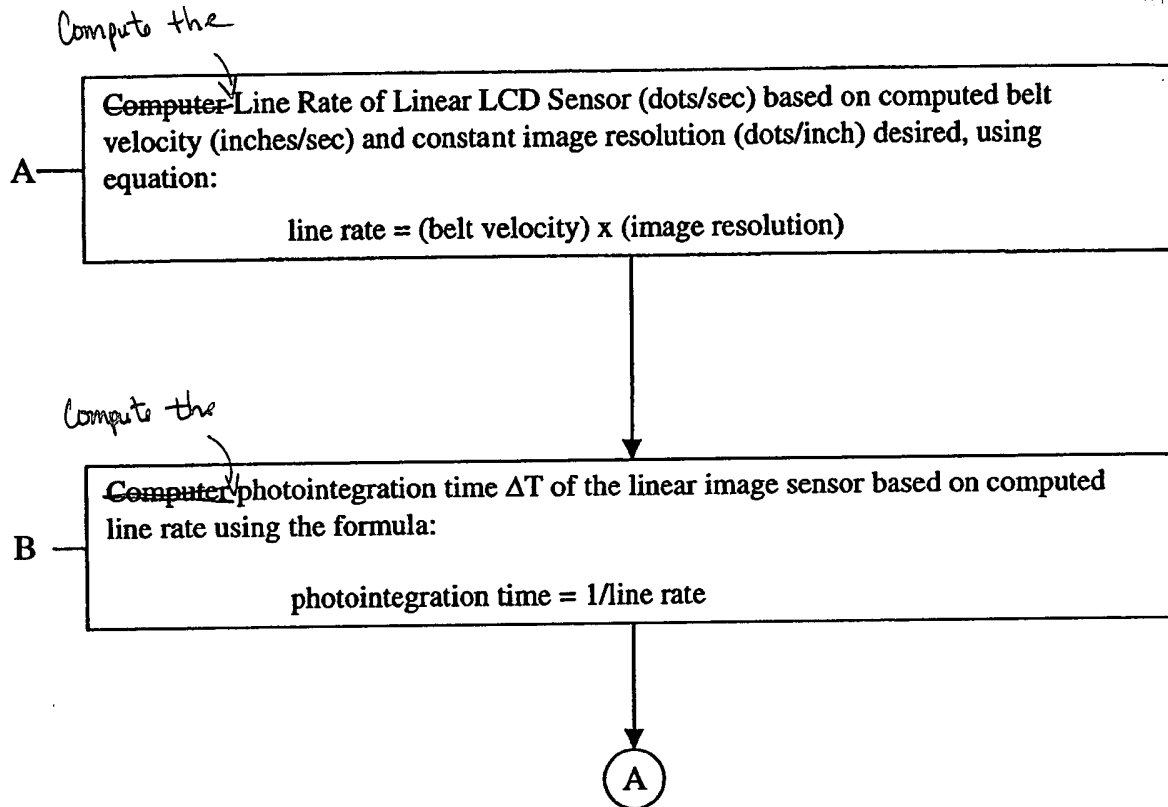 Compute the
Computer Line Rate of Linear LCD Sensor (dots/sec) based on computed belt
velocity (inches/sec) and constant image resolution (dots/inch) desired, using
equation:
line rate = (belt velocity) x (image resolution)
A
Compute the
Computer photointegration time ΔT of the linear image sensor based on computed
line rate using the formula:
photointegration time = 1/line rate
B
A